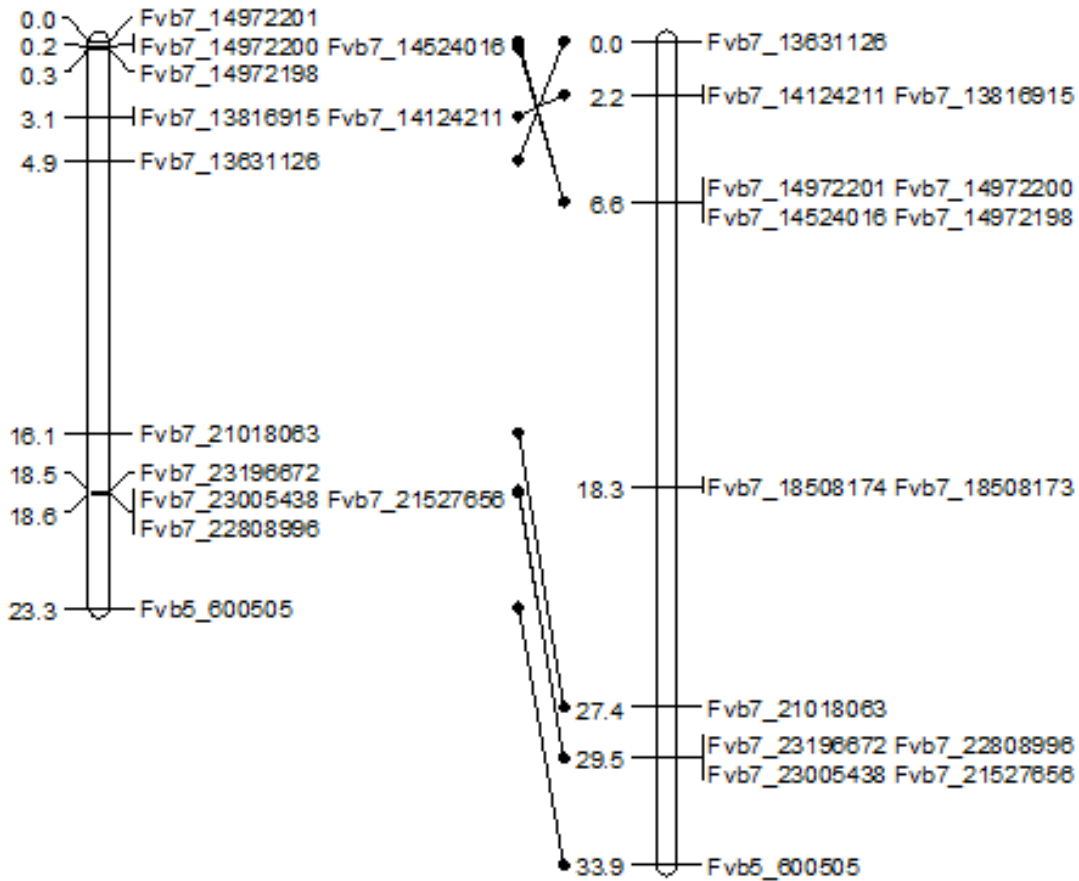 0.0 Fvb7_14972201
0.2 Fvb7_14972200 Fvb7_14524016
0.3 Fvb7_14972198
3.1 Fvb7_13816915 Fvb7_14124211
4.9 Fvb7_13631126
16.1 Fvb7_21018063
18.5 Fvb7_23196672
18.6 Fvb7_23005438 Fvb7_21527656
Fvb7_22808996
23.3 Fvb5_600505
0.0 Fvb7_13631126
2.2 Fvb7_14124211 Fvb7_13816915
6.6 Fvb7_14972201 Fvb7_14972200
Fvb7_14524016 Fvb7_14972198
18.3 Fvb7_18508174 Fvb7_18508173
27.4 Fvb7_21018063
29.5 Fvb7_23196672 Fvb7_22808996
Fvb7_23005438 Fvb7_21527656
33.9 Fvb5_600505